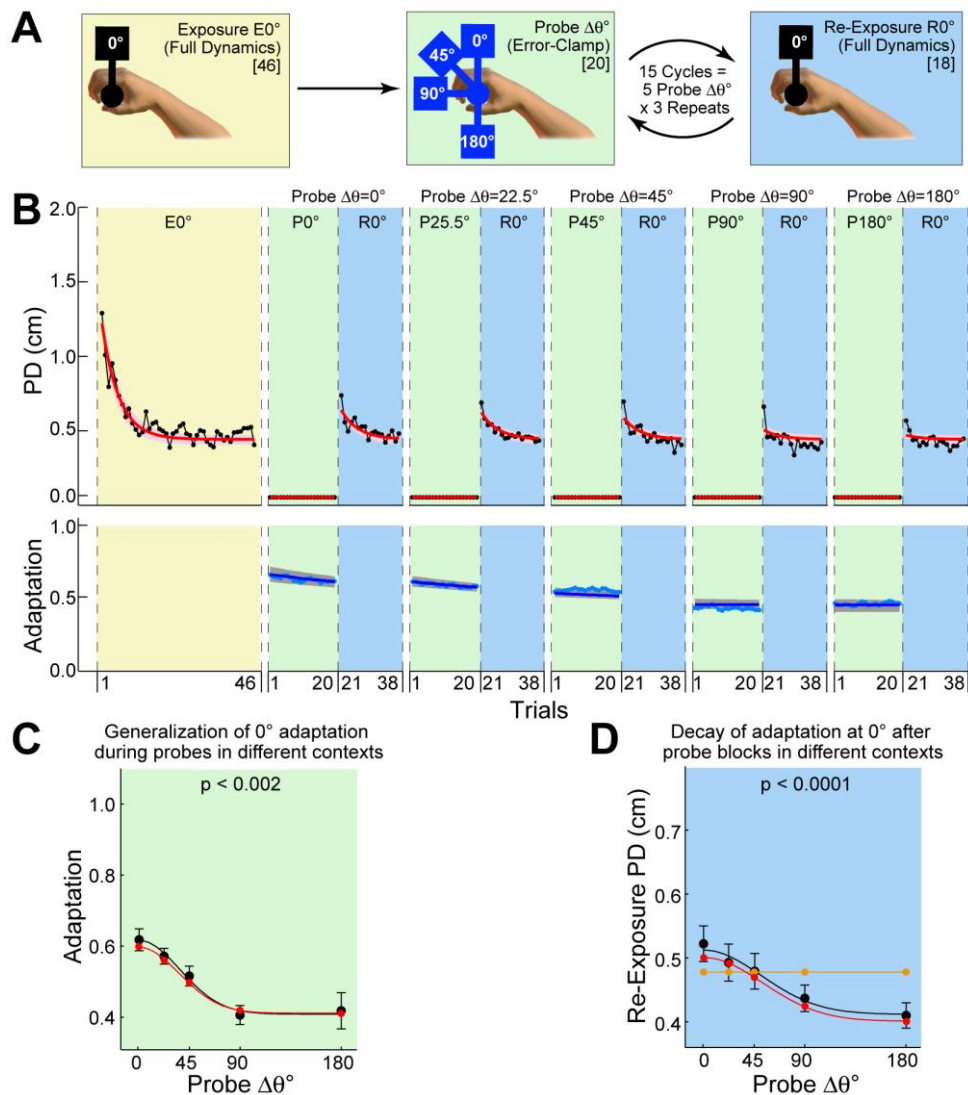 A
Exposure E0°
(Full Dynamics)
[46]
0°
Probe Δθ°
(Error-Clamp)
[20]
0°
45°
90°
180°
15 Cycles =
5 Probe Δθ°
x 3 Repeats
Re-Exposure R0°
(Full Dynamics)
[18]
0°
B
Probe Δθ=0° Probe Δθ=22.5° Probe Δθ=45° Probe Δθ=90° Probe Δθ=180°
E0° P0° R0° P25.5° R0° P45° R0° P90° R0° P180° R0°
PD (cm)
2.0
1.5
1.0
0.5
0.0
Adaptation
1.0
0.5
0.0
1 46 1 20 21 38 1 20 21 38 1 20 21 38 1 20 21 38 1 20 21 38
Trials
C
Generalization of 0° adaptation
during probes in different contexts
p < 0.002
Adaptation
1.0
0.8
0.6
0.4
0 45 90 180
Probe Δθ°
D
Decay of adaptation at 0° after
probe blocks in different contexts
p < 0.0001
Re-Exposure PD (cm)
0.7
0.6
0.5
0.4
0 45 90 180
Probe Δθ°